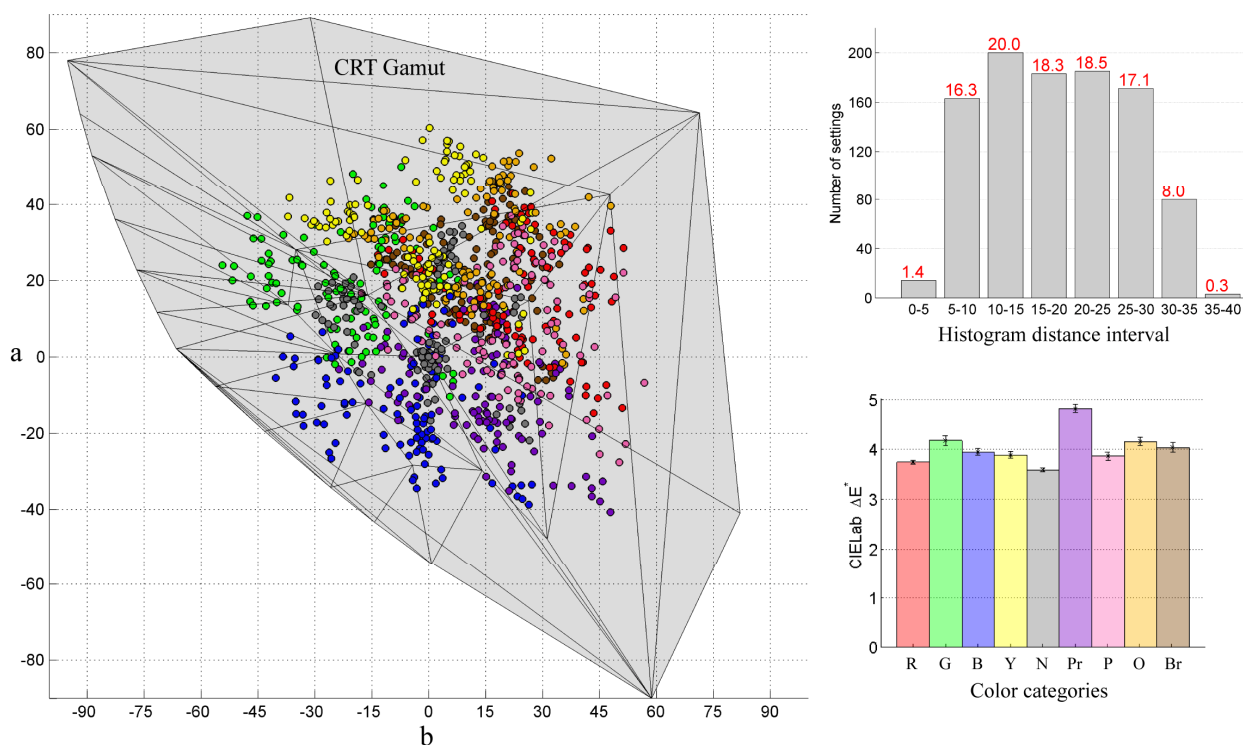 CRT Gamut
80
60
40
20
0
-20
-40
-60
-80
a
-90 -75 -60 -45 -30 -15 0 15 30 45 60 75 90
b
Number of settings
200
160
120
80
40
0
1.4 16.3 20.0 18.3 18.5 17.1 8.0 0.3
0-5 5-10 10-15 15-20 20-25 25-30 30-35 35-40
Histogram distance interval
CIELab ΔE*
5
4
3
2
1
0
R G B Y N Pr P O Br
Color categories